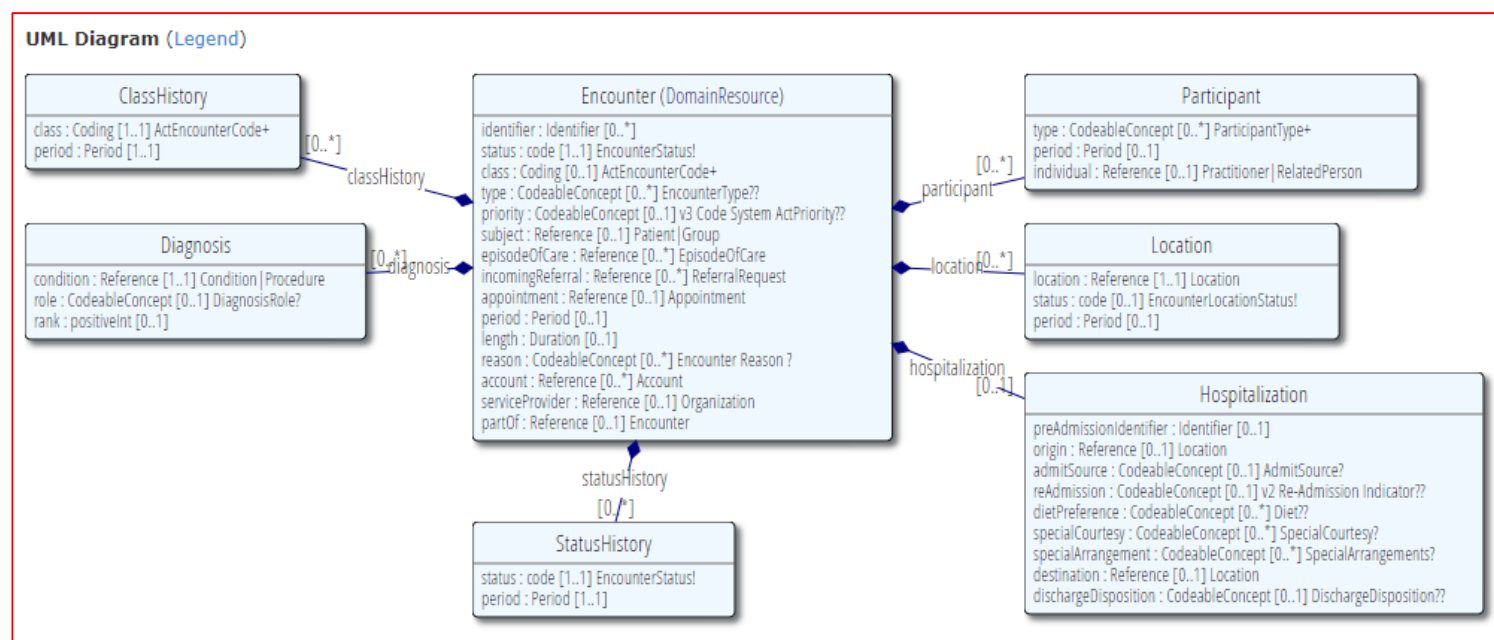 UML Diagram (Legend)
ClassHistory
class : Coding [1..1] ActEncounterCode+
period : Period [1..1]
[0..*]
classHistory
Diagnosis
condition : Reference [1..1] Condition|Procedure
role : CodeableConcept [0..1] DiagnosisRole?
rank : positiveInt [0..1]
[0..*]
diagnosis
Encounter (DomainResource)
identifier : Identifier [0..*]
status : code [1..1] EncounterStatus!
class : Coding [0..1] ActEncounterCode+
type : CodeableConcept [0..*] EncounterType??
priority : CodeableConcept [0..1] v3 Code System ActPriority??
subject : Reference [0..1] Patient|Group
episodeOfCare : Reference [0..*] EpisodeOfCare
incomingReferral : Reference [0..*] ReferralRequest
appointment : Reference [0..1] Appointment
period : Period [0..1]
length : Duration [0..1]
reason : CodeableConcept [0..*] Encounter Reason ?
account : Reference [0..*] Account
serviceProvider : Reference [0..1] Organization
partOf : Reference [0..1] Encounter
statusHistory
[0..*]
StatusHistory
status : code [1..1] EncounterStatus!
period : Period [1..1]
Participant
type : CodeableConcept [0..*] ParticipantType+
period : Period [0..1]
individual : Reference [0..1] Practitioner|RelatedPerson
[0..*]
participant
Location
location : Reference [1..1] Location
status : code [0..1] EncounterLocationStatus!
period : Period [0..1]
[0..*]
location
hospitalization
[0..1]
Hospitalization
preAdmissionIdentifier : Identifier [0..1]
origin : Reference [0..1] Location
admitSource : CodeableConcept [0..1] AdmitSource?
reAdmission : CodeableConcept [0..1] v2 Re-Admission Indicator??
dietPreference : CodeableConcept [0..*] Diet??
specialCourtesy : CodeableConcept [0..*] SpecialCourtesy?
specialArrangement : CodeableConcept [0..*] SpecialArrangements?
destination : Reference [0..1] Location
dischargeDisposition : CodeableConcept [0..1] DischargeDisposition??